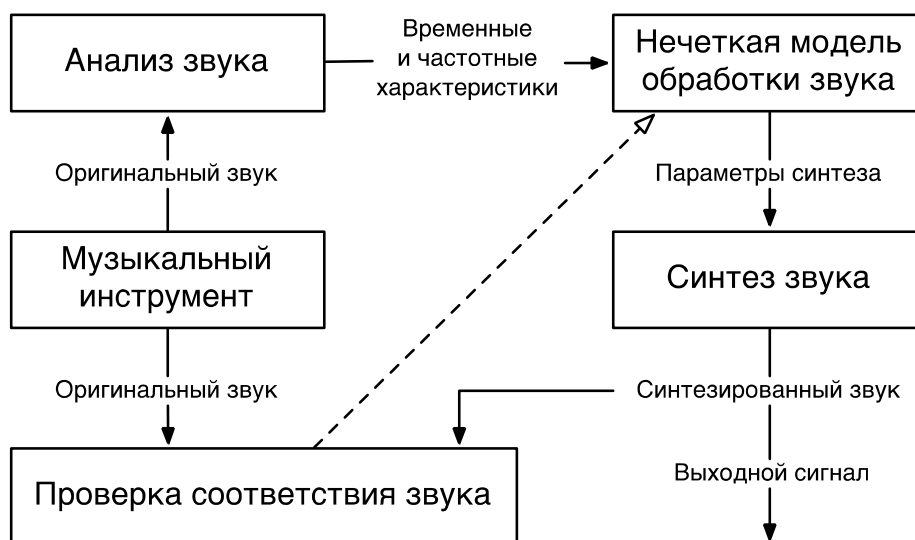 Анализ звука
Временные
и частотные
характеристики
Нечеткая модель
обработки звука
Оригинальный звук
Параметры синтеза
Музыкальный
инструмент
Синтез звука
Оригинальный звук
Синтезированный звук
Проверка соответствия звука
Выходной сигнал